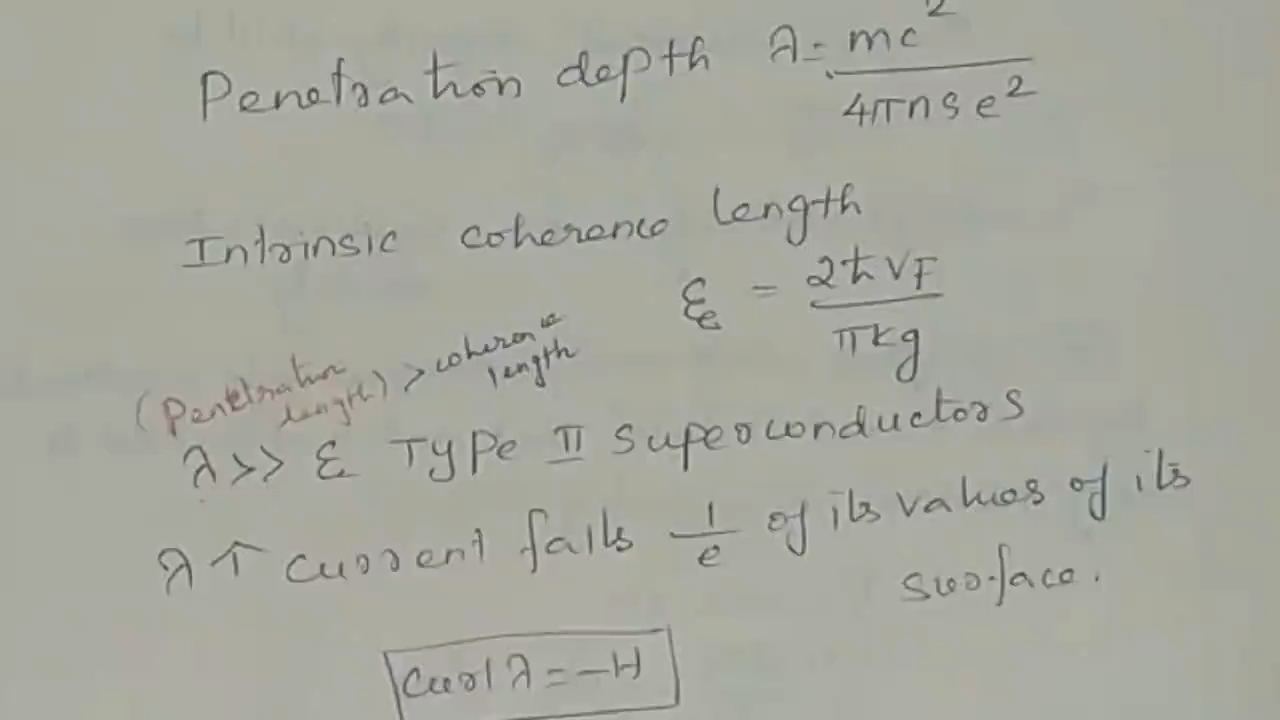 Penetration depth λ = mc²/4πnse²
Intrinsic coherence length
ξe = 2ħVF/πkg
(Penetration length) > coherence length
λ >> ξ Type II superconductors
λ ↑ current falls 1/e of its values of its
surface.
Curl λ = -H